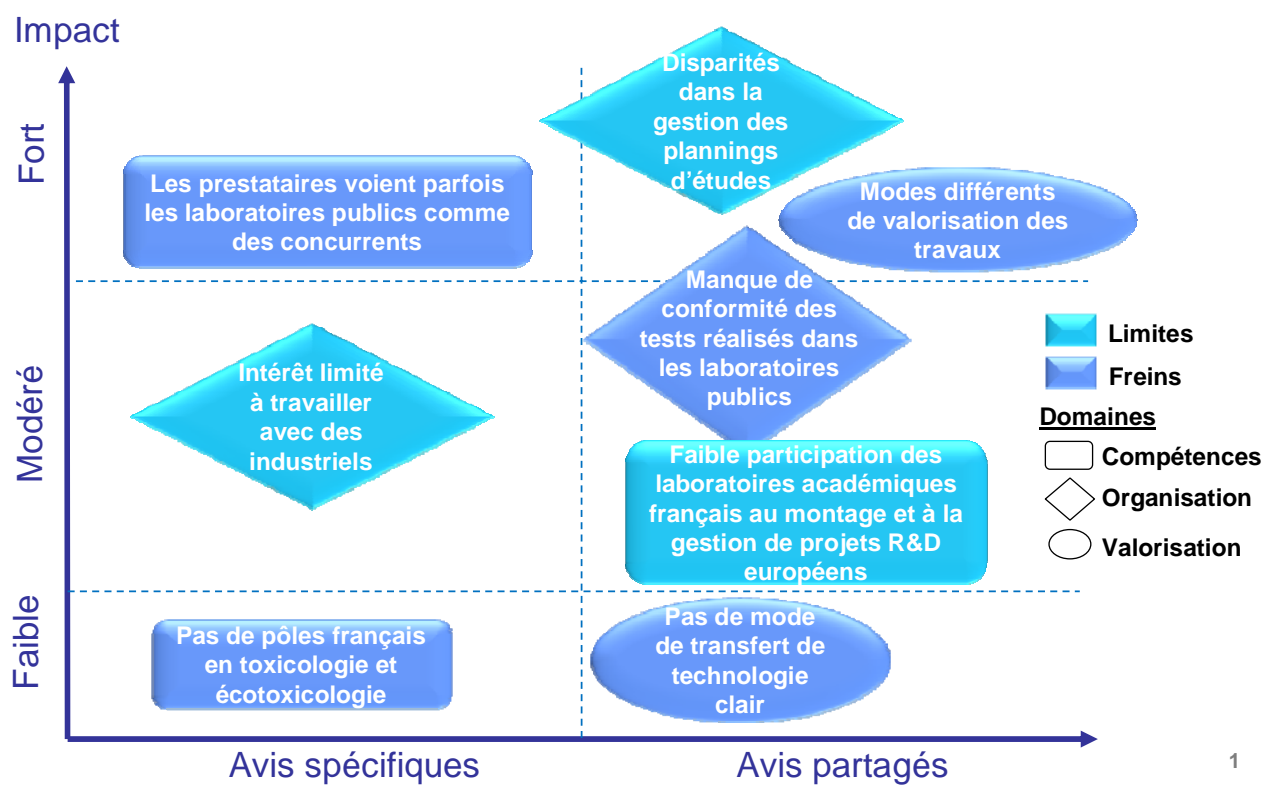 Impact
Fort
Modéré
Faible
Disparités
dans la
gestion des
plannings
d’études
Les prestataires voient parfois
les laboratoires publics comme
des concurrents
Modes différents
de valorisation des
travaux
Manque de
conformité des
tests réalisés dans
les laboratoires
publics
Intérêt limité
à travailler
avec des
industriels
Faible participation des
laboratoires académiques
français au montage et à la
gestion de projets R&D
européens
Pas de pôles français
en toxicologie et
écotoxicologie
Pas de mode
de transfert de
technologie
clair
Limites
Freins
Domaines
Compétences
Organisation
Valorisation
Avis spécifiques
Avis partagés
1